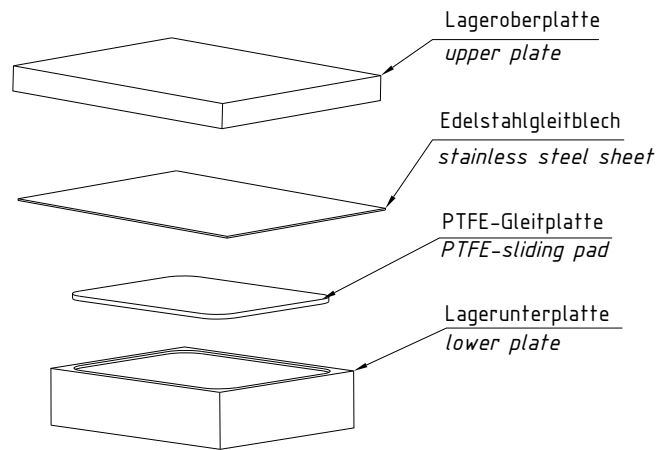 Lageroberplatte
upper plate
Edelstahlgleitblech
stainless steel sheet
PTFE-Gleitplatte
PTFE-sliding pad
Lagerunterplatte
lower plate